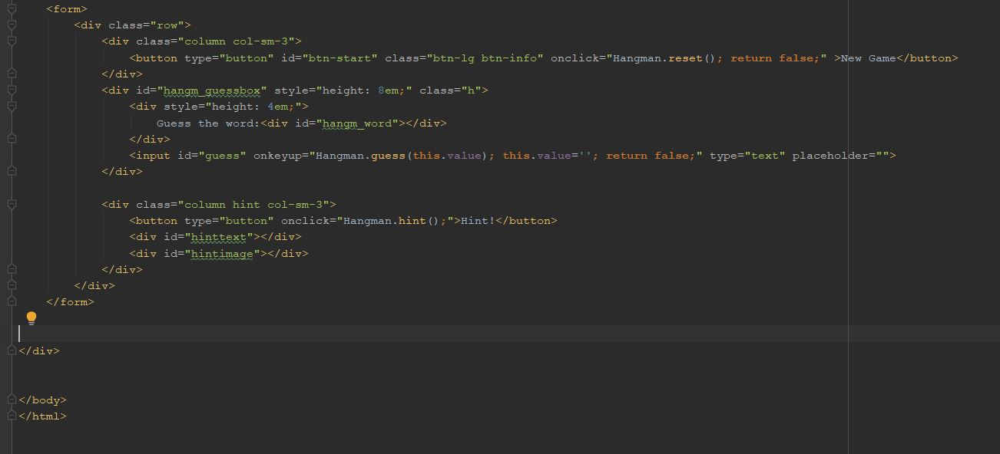 <form>
<div class="row">
<div class="column col-sm-3">
<button type="button" id="btn-start" class="btn-lg btn-info" onclick="Hangman.reset(); return false;" >New Game</button>
</div>
<div id="hangm_guessbox" style="height: 8em;" class="h">
<div style="height: 4em;">
Guess the word:<div id="hangm_word"></div>
</div>
<input id="guess" onkeyup="Hangman.guess(this.value); this.value=''; return false;" type="text" placeholder="">
</div>
<div class="column hint col-sm-3">
<button type="button" onclick="Hangman.hint();">Hint!</button>
<div id="hinttext"></div>
<div id="hintimage"></div>
</div>
</div>
</form>
</div>
</body>
</html>